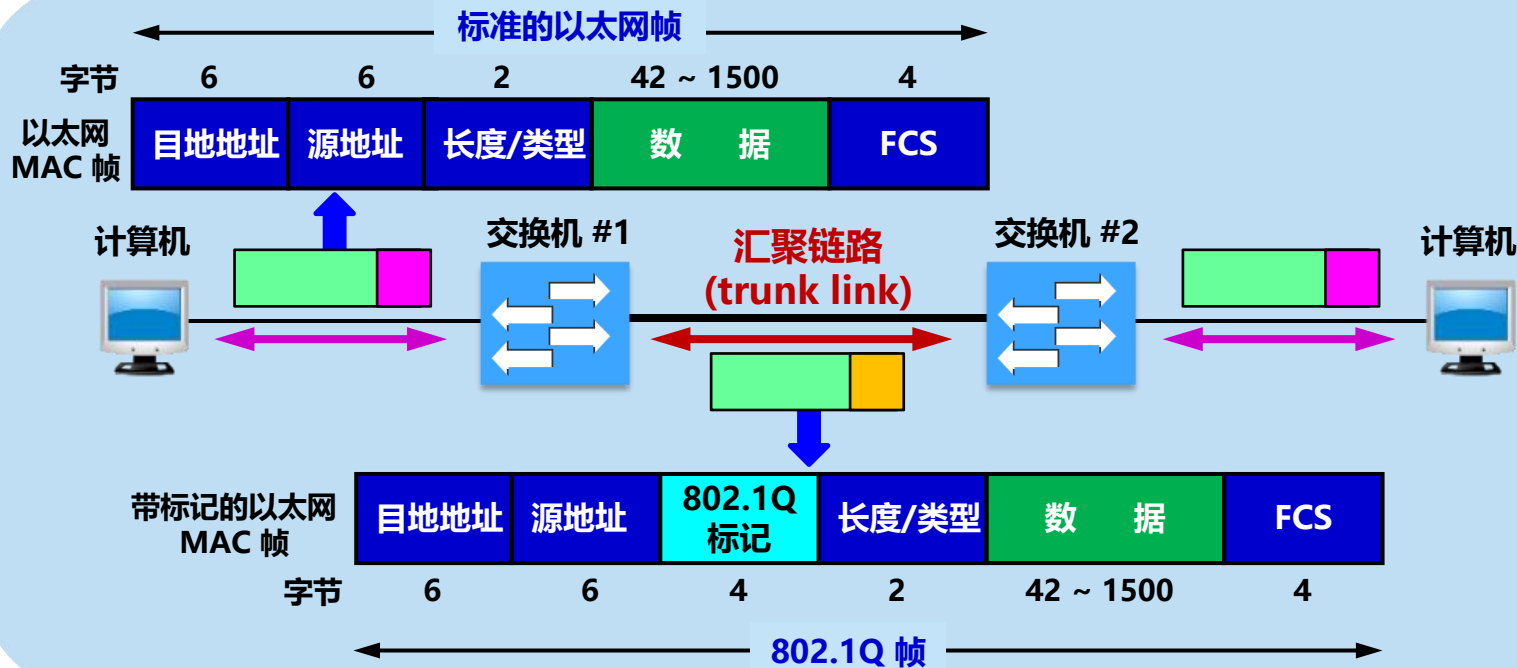 标准的以太网帧
字节 6 6 2 42 ~ 1500 4
以太网
MAC 帧
目地地址 源地址 长度/类型 数 据 FCS
计算机 交换机 #1 交换机 #2 计算机
汇聚链路
(trunk link)
带标记的以太网
MAC 帧
目地地址 源地址 802.1Q
标记 长度/类型 数 据 FCS
字节 6 6 4 2 42 ~ 1500 4
802.1Q 帧